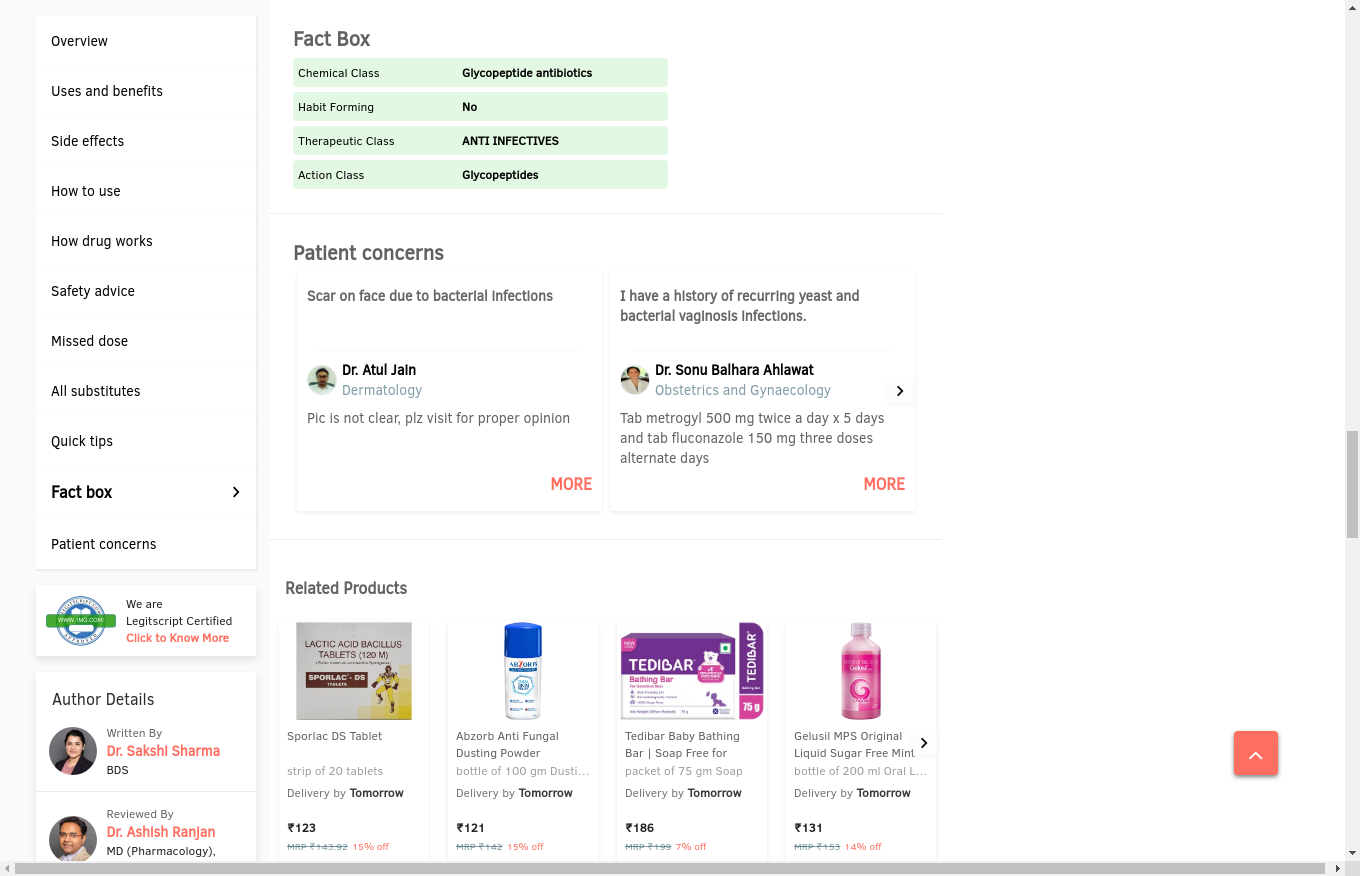 Overview
Uses and benefits
Side effects
How to use
How drug works
Safety advice
Missed dose
All substitutes
Quick tips
Fact box
Patient concerns
We are
Legitscript Certified
Click to Know More
WWW.1MG.COM
Author Details
Written By
Dr. Sakshi Sharma
BDS
Reviewed By
Dr. Ashish Ranjan
MD (Pharmacology),
Fact Box
Chemical Class Glycopeptide antibiotics
Habit Forming No
Therapeutic Class ANTI INFECTIVES
Action Class Glycopeptides
Patient concerns
Scar on face due to bacterial infections
Dr. Atul Jain
Dermatology
Pic is not clear, plz visit for proper opinion
MORE
I have a history of recurring yeast and
bacterial vaginosis infections.
Dr. Sonu Balhara Ahlawat
Obstetrics and Gynaecology
Tab metrogyl 500 mg twice a day x 5 days
and tab fluconazole 150 mg three doses
alternate days
MORE
Related Products
LACTIC ACID BACILLUS
TABLETS (120 M)
SPORLAC - DS
TABLETS
Sporlac DS Tablet
strip of 20 tablets
Delivery by Tomorrow
₹123
MRP ₹143.92 15% off
ABZORB
Abzorb Anti Fungal
Dusting Powder
bottle of 100 gm Dusti...
Delivery by Tomorrow
₹121
MRP ₹142 15% off
TEDIBAR
Bathing Bar
TEDIBAR
75 g
Tedibar Baby Bathing
Bar | Soap Free for
packet of 75 gm Soap
Delivery by Tomorrow
₹186
MRP ₹199 7% off
Gelusil
Gelusil MPS Original
Liquid Sugar Free Mint
bottle of 200 ml Oral L...
Delivery by Tomorrow
₹131
MRP ₹153 14% off